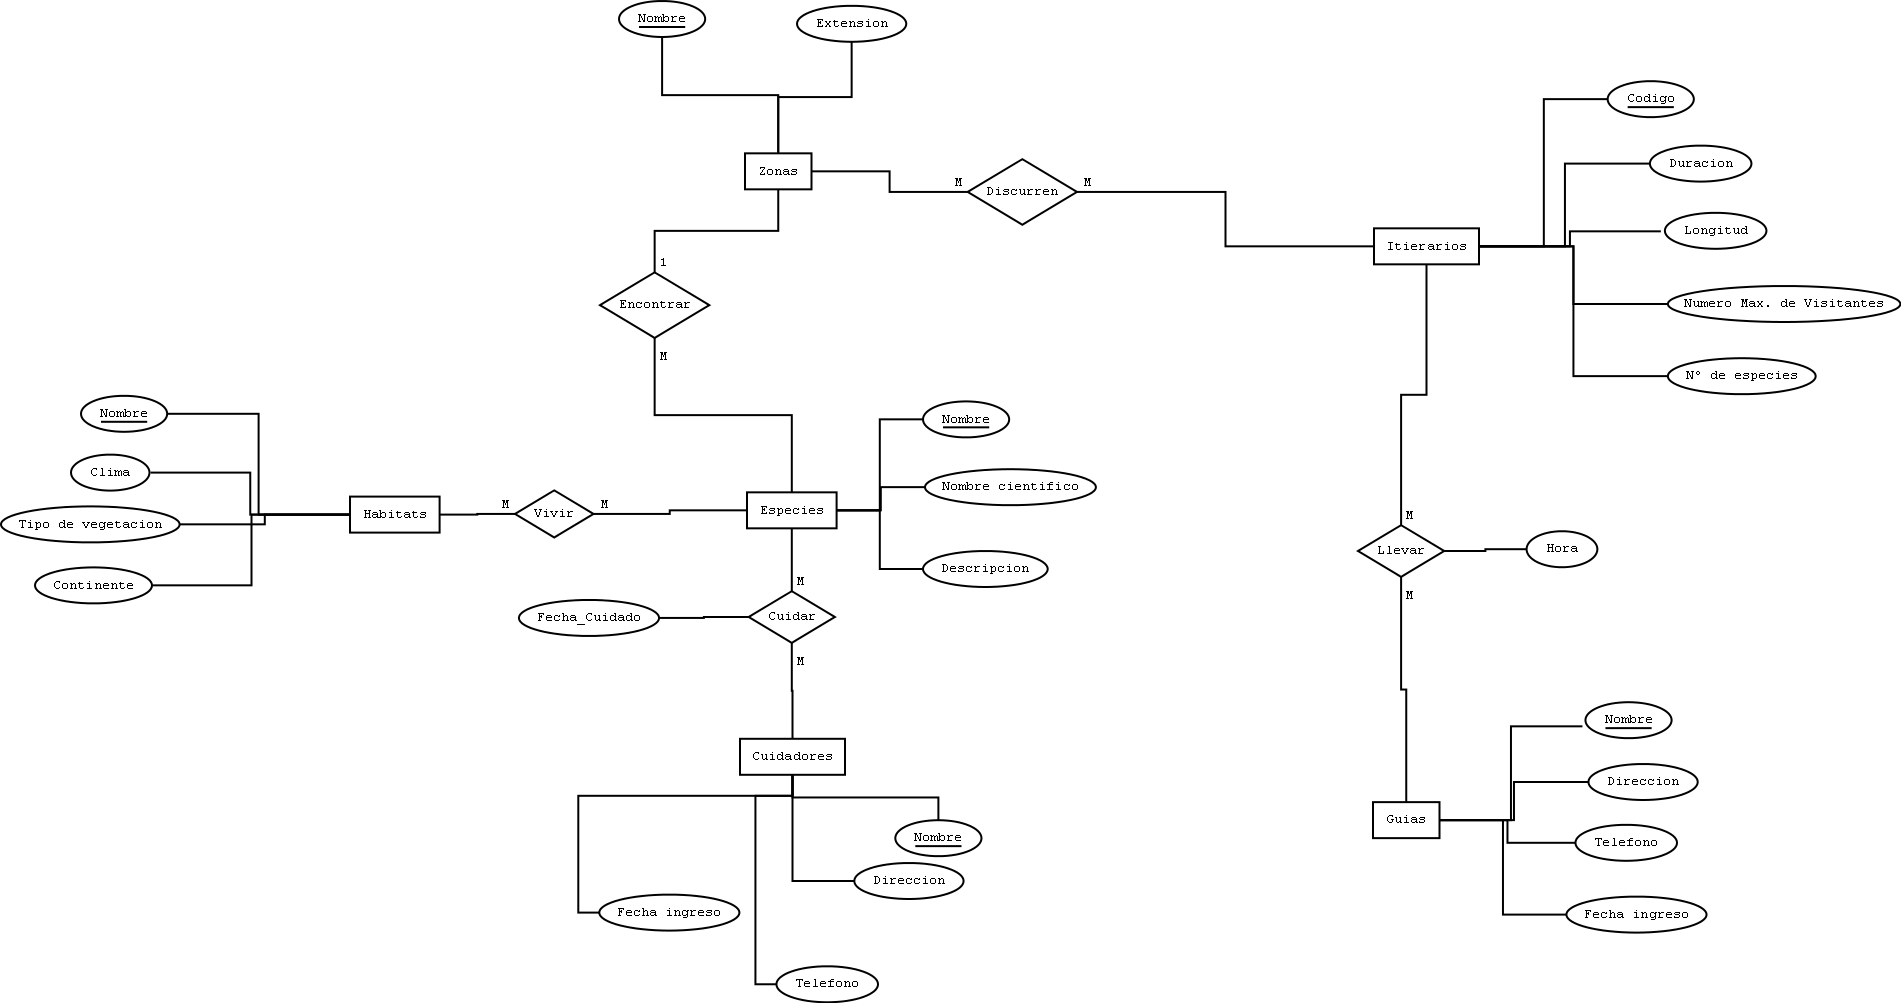 Nombre
Extension
Codigo
Duracion
Zonas
M
Discurren
M
Longitud
Itierarios
1
Encontrar
Numero Max. de Visitantes
M
N° de especies
Nombre
Nombre
Clima
Nombre cientifico
Tipo de vegetacion
Habitats
M
Vivir
M
Especies
M
Llevar
Hora
Continente
Descripcion
M
M
Fecha_Cuidado
Cuidar
M
Nombre
Cuidadores
Direccion
Guias
Nombre
Telefono
Direccion
Fecha ingreso
Fecha ingreso
Telefono